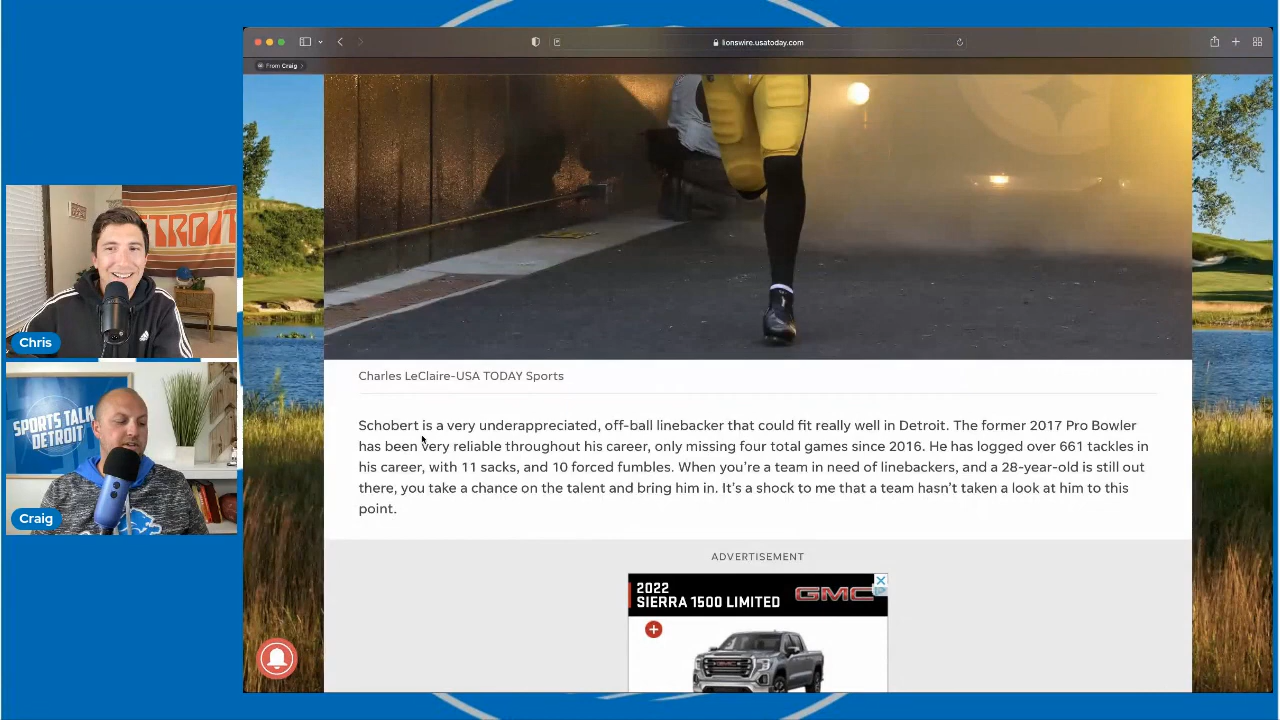 lionswire.usatoday.com
From Craig
DETROIT
Chris
SPORTS TALK
DETROIT
Craig
Charles LeClaire-USA TODAY Sports
Schobert is a very underappreciated, off-ball linebacker that could fit really well in Detroit. The former 2017 Pro Bowler
has been very reliable throughout his career, only missing four total games since 2016. He has logged over 661 tackles in
his career, with 11 sacks, and 10 forced fumbles. When you’re a team in need of linebackers, and a 28-year-old is still out
there, you take a chance on the talent and bring him in. It’s a shock to me that a team hasn’t taken a look at him to this
point.
ADVERTISEMENT
2022
SIERRA 1500 LIMITED
GMC